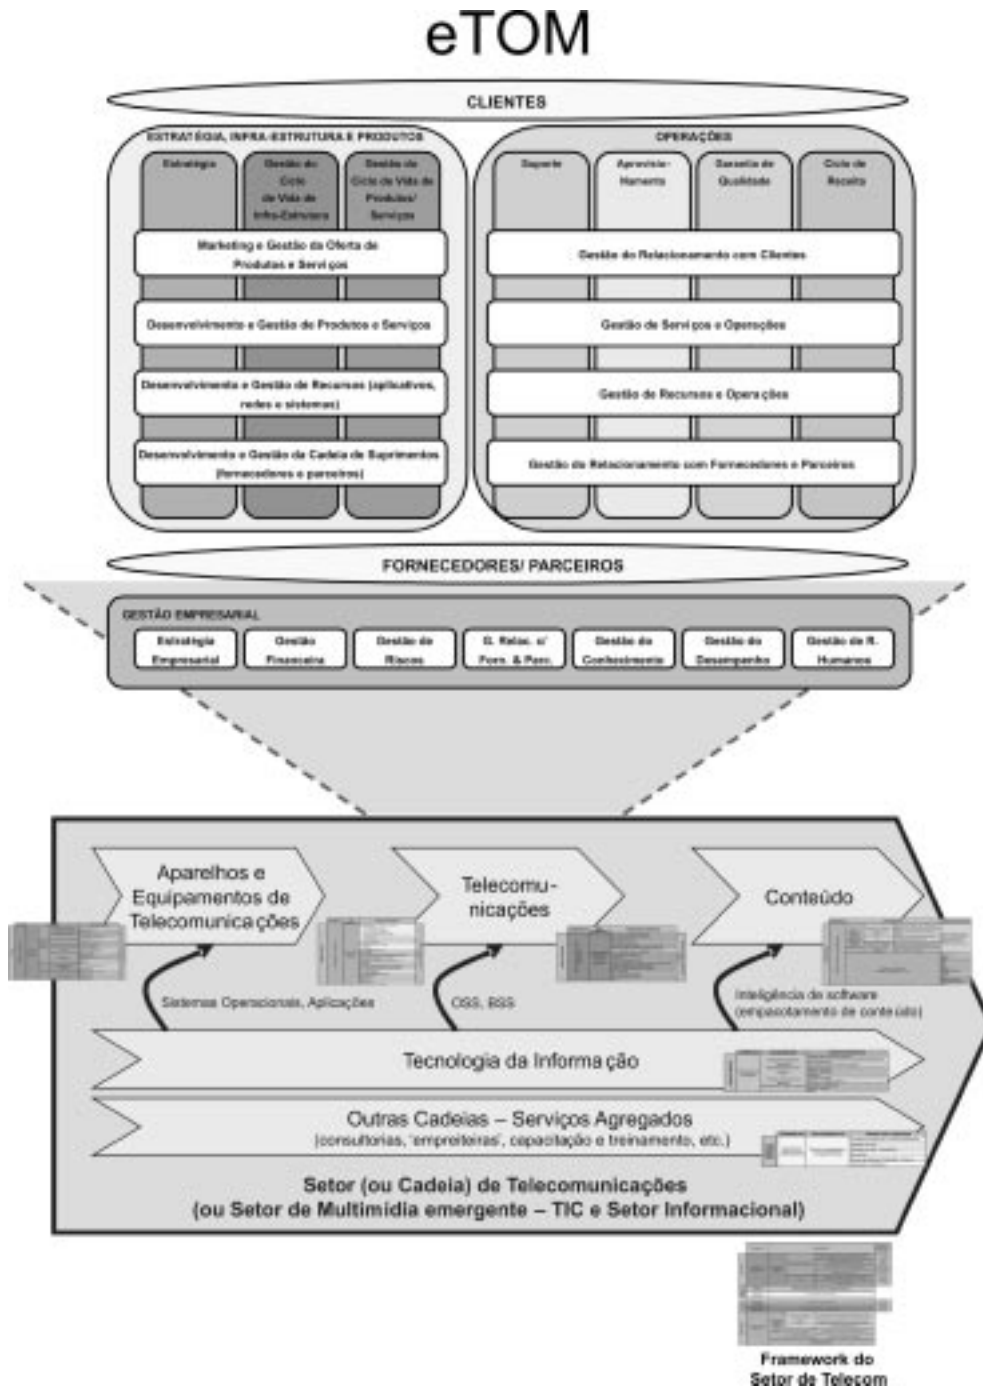 eTOM
CLIENTES
ESTRATÉGIA, INFRA-ESTRUTURA E PRODUTOS
Estratégia
Gestão do
Ciclo
de Vida de
Infra-Estrutura
Gestão do
Ciclo de Vida de
Produtos/
Serviços
OPERAÇÕES
Suporte
Aprovisio-
Namento
Garantia de
Qualidade
Ciclo de
Receita
Marketing e Gestão da Oferta de
Produtos e Serviços
Gestão do Relacionamento com Clientes
Desenvolvimento e Gestão de Produtos e Serviços
Gestão de Serviços e Operações
Desenvolvimento e Gestão de Recursos (aplicativos,
redes e sistemas)
Gestão de Recursos e Operações
Desenvolvimento e Gestão da Cadeia de Suprimentos
(fornecedores e parceiros)
Gestão do Relacionamento com Fornecedores e Parceiros
FORNECEDORES/ PARCEIROS
GESTÃO EMPRESARIAL
Estratégia
Empresarial
Gestão
Financeira
Gestão de
Riscos
G. Relac. c/
Forn. & Parc.
Gestão do
Conhecimento
Gestão do
Desempenho
Gestão de R.
Humanos
Aparelhos e
Equipamentos de
Telecomunicações
Telecomu-
nicações
Conteúdo
Sistemas Operacionais, Aplicações
OSS, BSS
Inteligência de software
(empacotamento de conteúdo)
Tecnologia da Informação
Outras Cadeias – Serviços Agregados
(consultorias, 'empreiteiras', capacitação e treinamento, etc.)
Setor (ou Cadeia) de Telecomunicações
(ou Setor de Multimídia emergente – TIC e Setor Informacional)
Framework do
Setor de Telecom